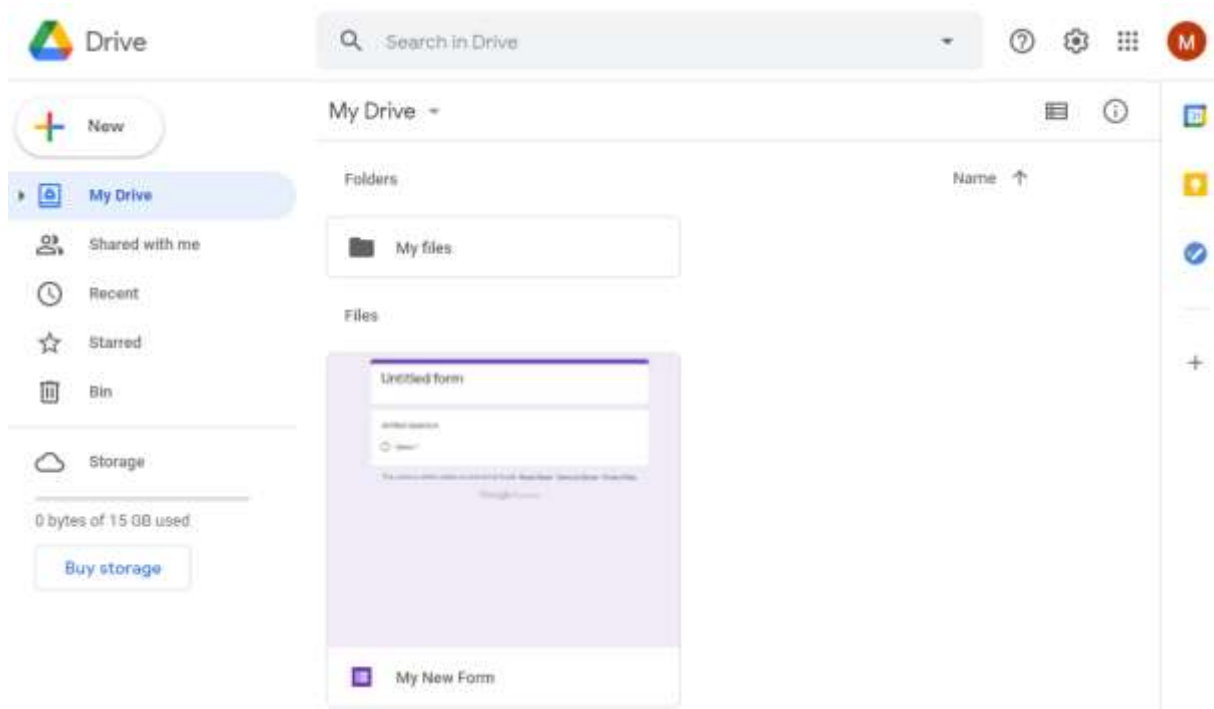 Drive
Search in Drive
M
New
My Drive
Name
Folders
My Drive
Shared with me
My files
Recent
Files
Starred
Untitled form
Bin
Storage
0 bytes of 15 GB used
Buy storage
My New Form